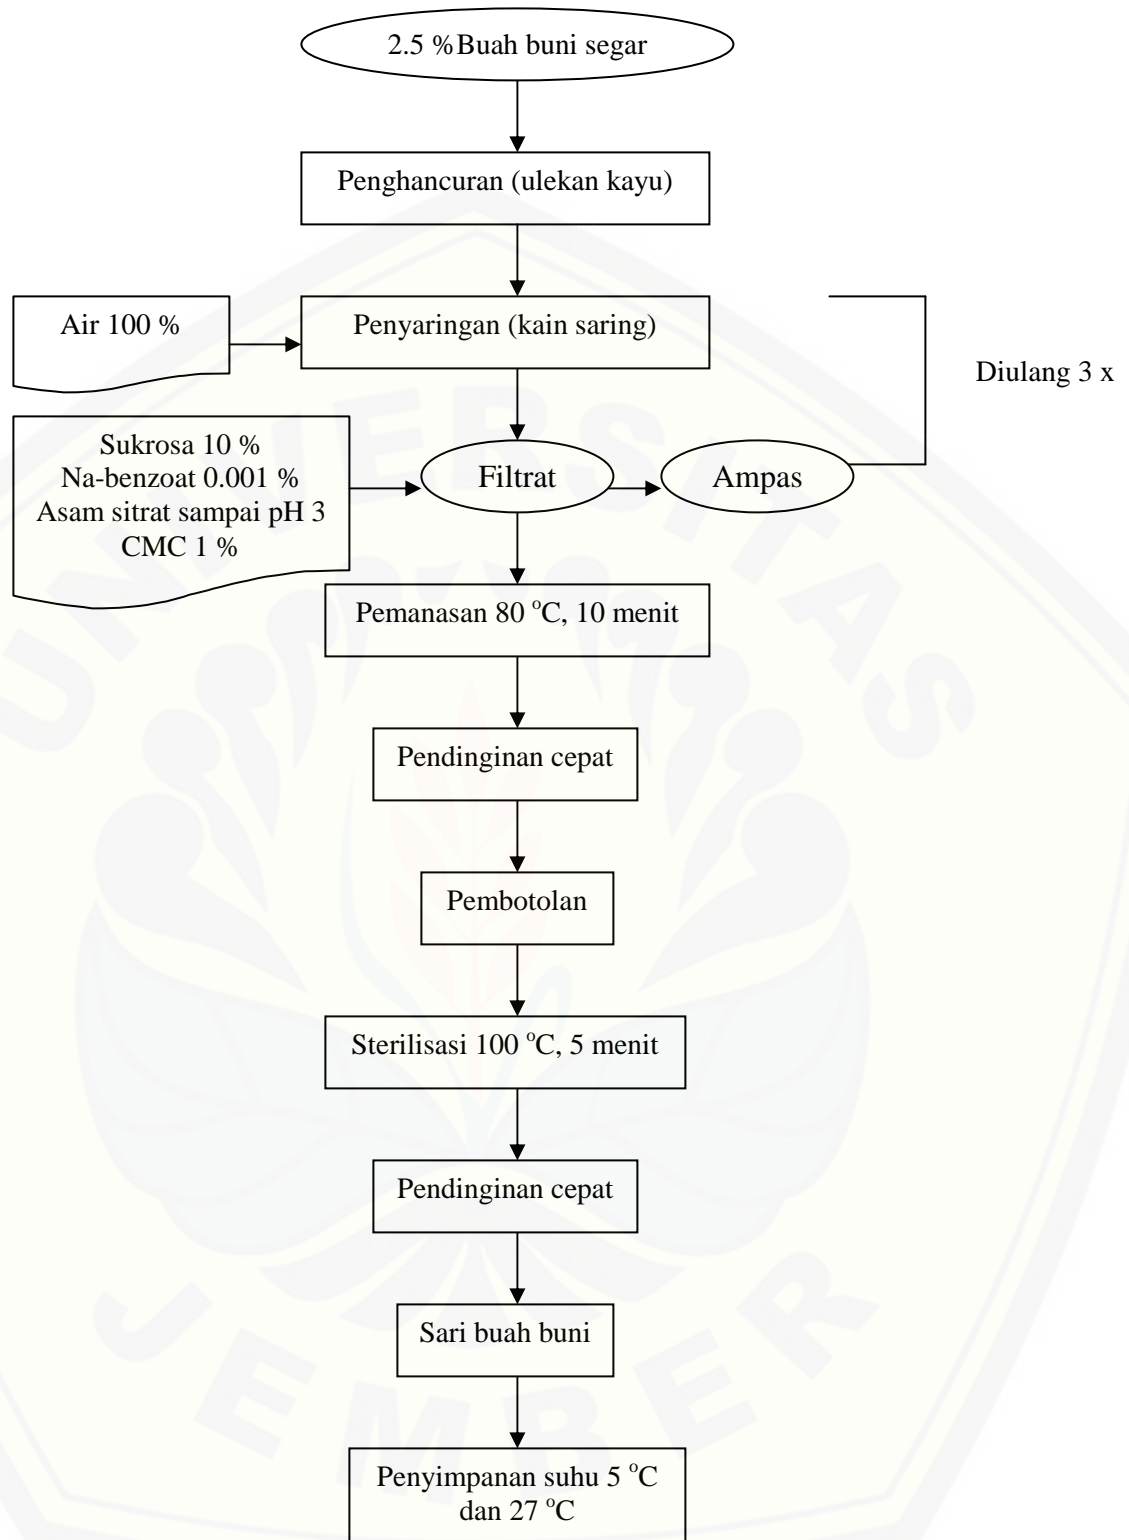 2.5 %Buah buni segar
Penghancuran (ulekan kayu)
Air 100 %
Penyaringan (kain saring)
Diulang 3 x
Sukrosa 10 %
Na-benzoat 0.001 %
Asam sitrat sampai pH 3
CMC 1 %
Filtrat
Ampas
Pemanasan 80 °C, 10 menit
Pendinginan cepat
Pembotolan
Sterilisasi 100 °C, 5 menit
Pendinginan cepat
Sari buah buni
Penyimpanan suhu 5 °C
dan 27 °C
UNIVERSITAS
JEMBER